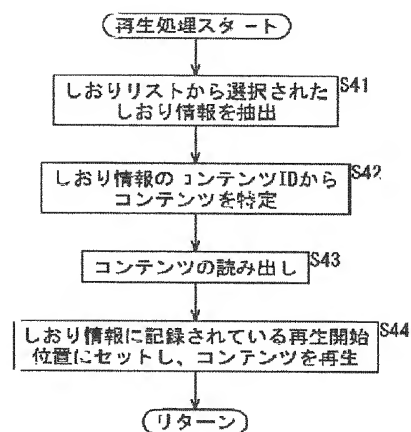 再生処理スタート
しおりリストから選択された
しおり情報を抽出
S41
しおり情報のコンテンツIDから
コンテンツを特定
S42
コンテンツの読み出し
S43
しおり情報に記録されている再生開始
位置にセットし、コンテンツを再生
S44
リターン